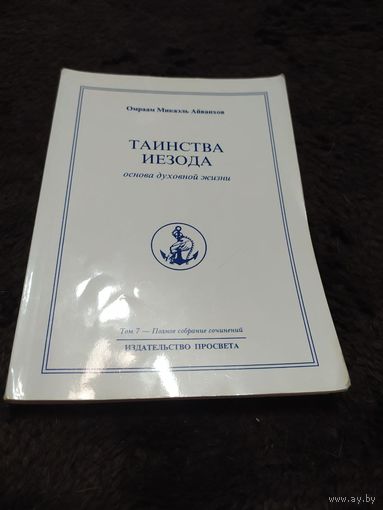 Омраам Микаэль Айванхов
ТАИНСТВА
ИЕЗОДА
основа духовной жизни
Том 7 — Полное собрание сочинений
ИЗДАТЕЛЬСТВО ПРОСВЕТА
www.ay.by